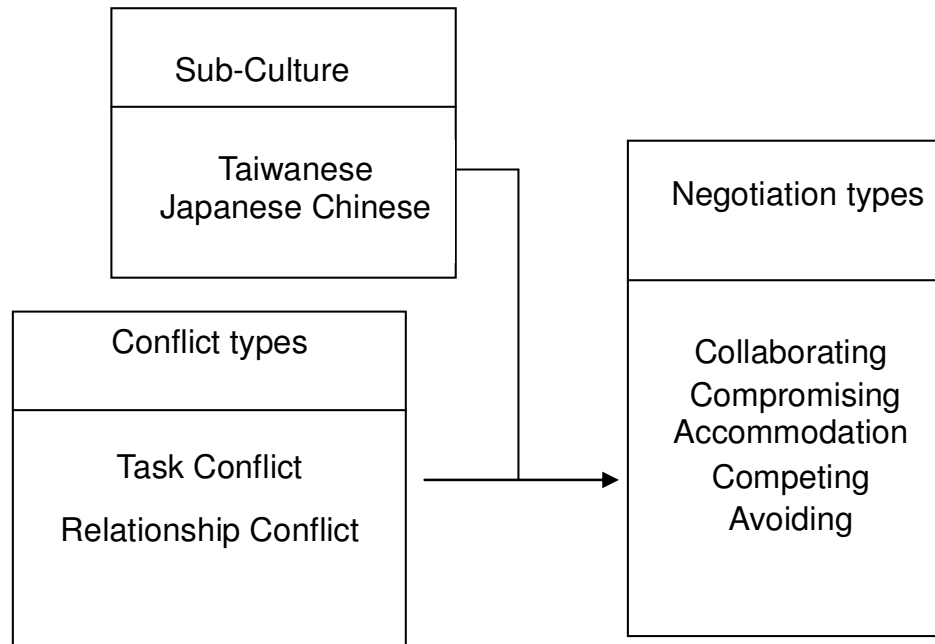 Sub-Culture
Taiwanese
Japanese Chinese
Conflict types
Task Conflict
Relationship Conflict
Negotiation types
Collaborating
Compromising
Accommodation
Competing
Avoiding